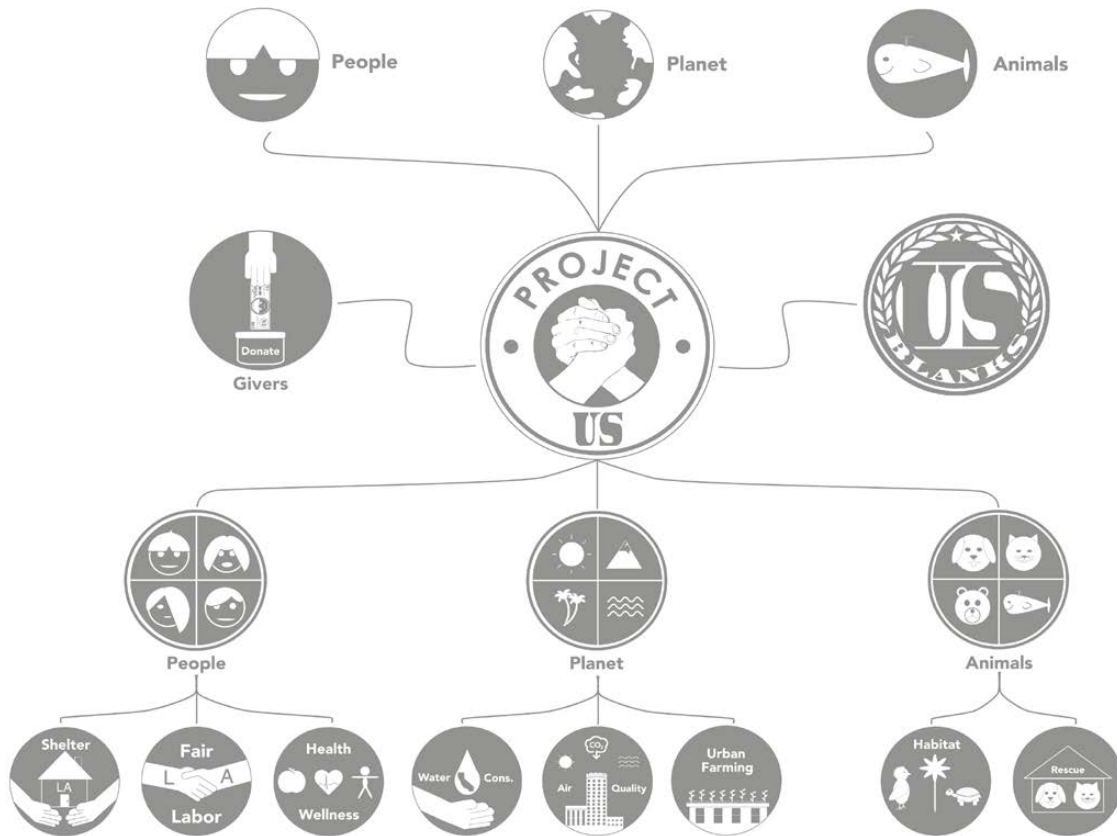 People
Planet
Animals
Donate
Givers
PROJECT
US
US
BLANKS
People
Planet
Animals
Shelter
LA
Fair
L A
Labor
Health
Wellness
Water Cons.
CO₂
Air Quality
Urban
Farming
Habitat
Rescue